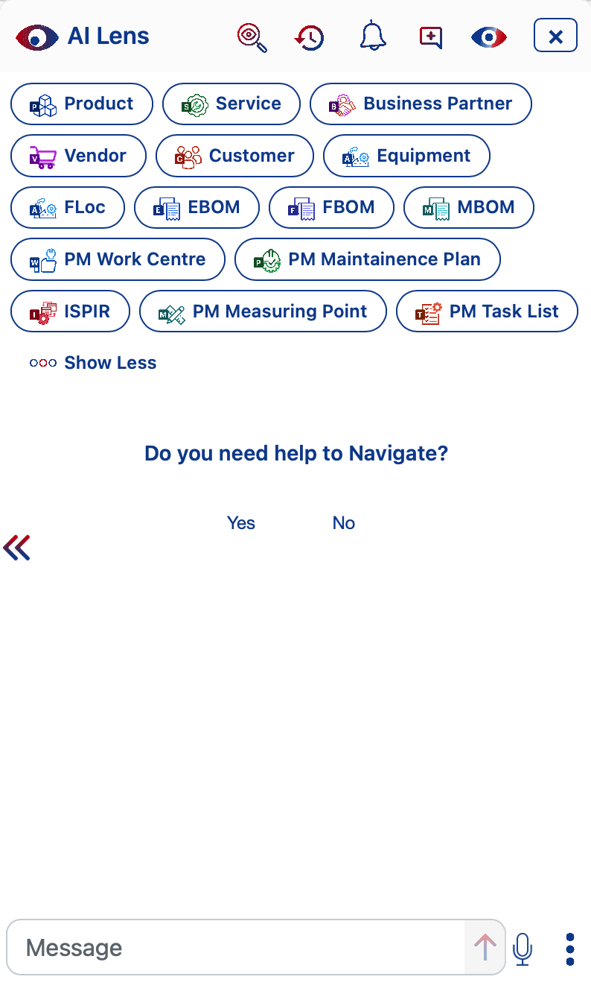 AI Lens
Product Service Business Partner
Vendor Customer Equipment
FLoc EBOM FBOM MBOM
PM Work Centre PM Maintainence Plan
ISPIR PM Measuring Point PM Task List
Show Less
Do you need help to Navigate?
Yes No
Message